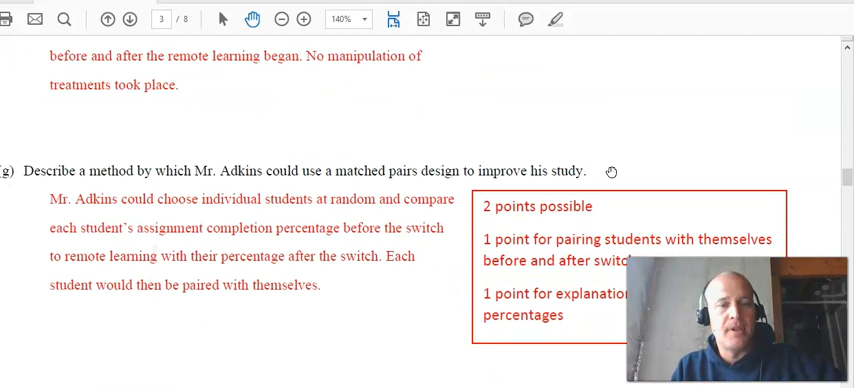 3 / 8
140%
before and after the remote learning began. No manipulation of
treatments took place.
g) Describe a method by which Mr. Adkins could use a matched pairs design to improve his study.
Mr. Adkins could choose individual students at random and compare
each student's assignment completion percentage before the switch
to remote learning with their percentage after the switch. Each
student would then be paired with themselves.
2 points possible
1 point for pairing students with themselves
before and after
1 point for explanation
percentages